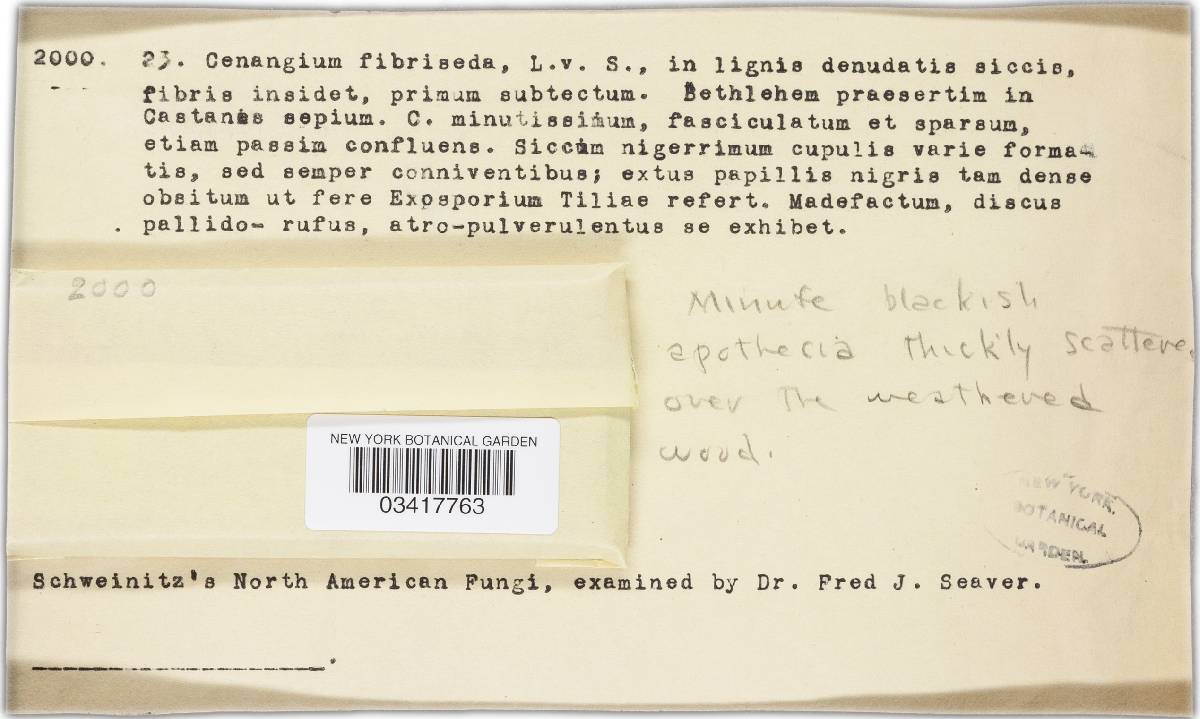 2000. 23. Cenangium fibriseda, L.v. S., in lignis denudatis siccis,
fibris insidet, primum subtectum. Bethlehem praesertim in
Castaneis sepium. C. minutissimum, fasciculatum et sparsum,
etiam passim confluens. Siccum nigerrimum cupulis varie forma-
tis, sed semper conniventibus; extus papillis nigris tam dense
obsitum ut fere Exosporium Tiliae refert. Madefactum, discus
pallido- rufus, atro-pulverulentus se exhibet.
2000
Minute blackish
apothecia thickly scattere
over the weathered
wood.
NEW YORK BOTANICAL GARDEN
03417763
NEW YORK
BOTANICAL
GARDEN
Schweinitz's North American Fungi, examined by Dr. Fred J. Seaver.